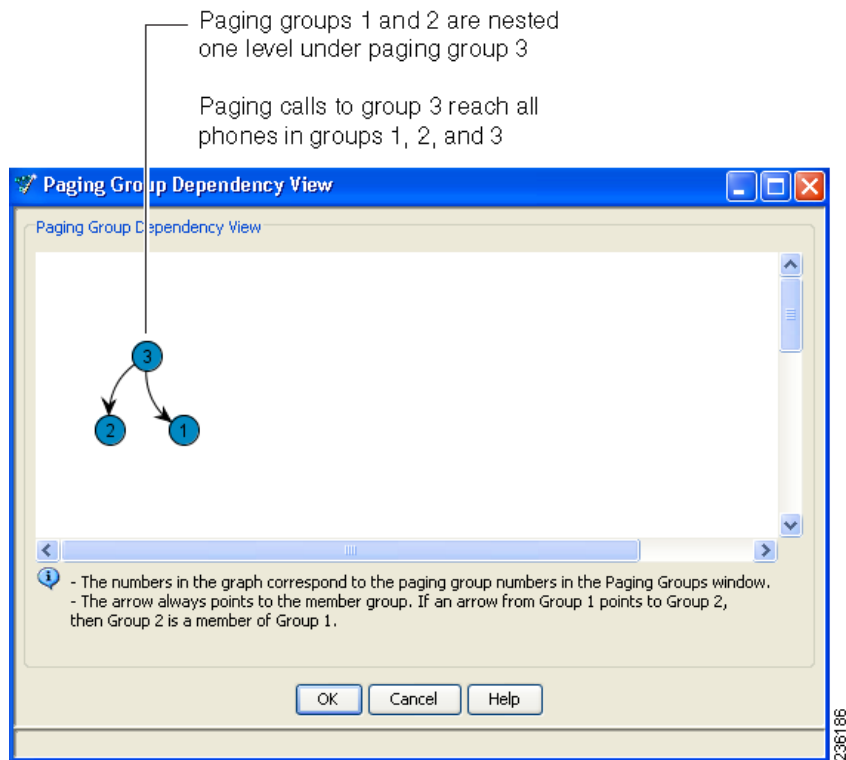 Paging groups 1 and 2 are nested
one level under paging group 3
Paging calls to group 3 reach all
phones in groups 1, 2, and 3
Paging Group Dependency View
Paging Group Dependency View
3
2
1
- The numbers in the graph correspond to the paging group numbers in the Paging Groups window.
- The arrow always points to the member group. If an arrow from Group 1 points to Group 2,
then Group 2 is a member of Group 1.
OK
Cancel
Help
236186